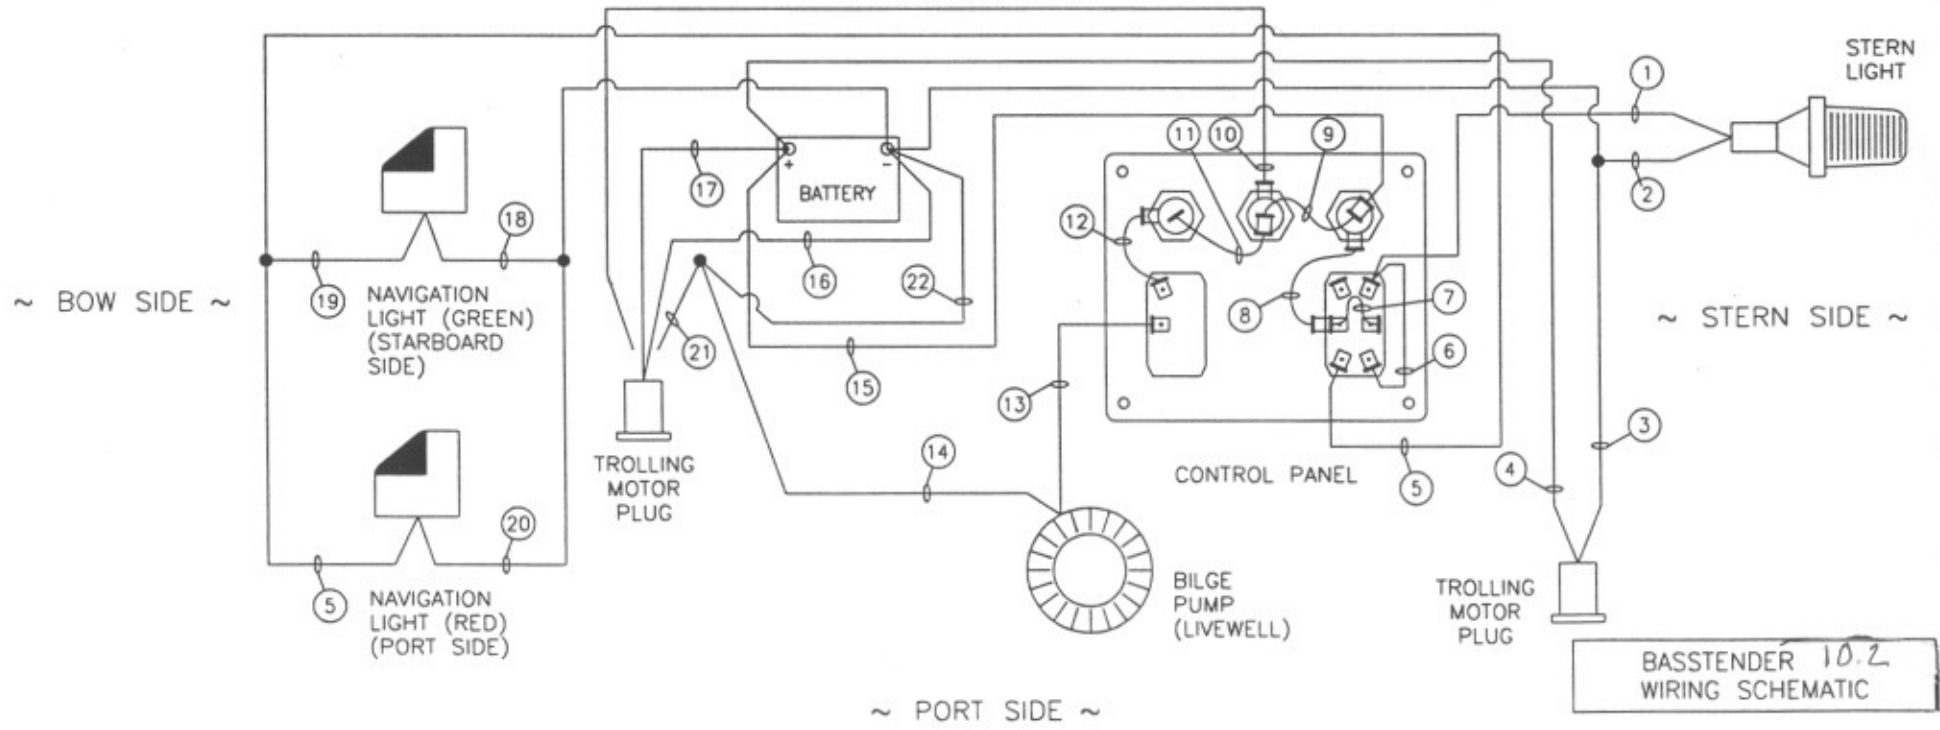 STERN
LIGHT
1
2
11
10
9
17
+
−
BATTERY
12
18
16
22
8
7
~ BOW SIDE ~
19
NAVIGATION
LIGHT (GREEN)
(STARBOARD
SIDE)
~ STERN SIDE ~
21
15
6
13
3
TROLLING
MOTOR
PLUG
14
CONTROL PANEL
5
4
20
5
NAVIGATION
LIGHT (RED)
(PORT SIDE)
BILGE
PUMP
(LIVEWELL)
TROLLING
MOTOR
PLUG
BASSTENDER 10.2
WIRING SCHEMATIC
~ PORT SIDE ~